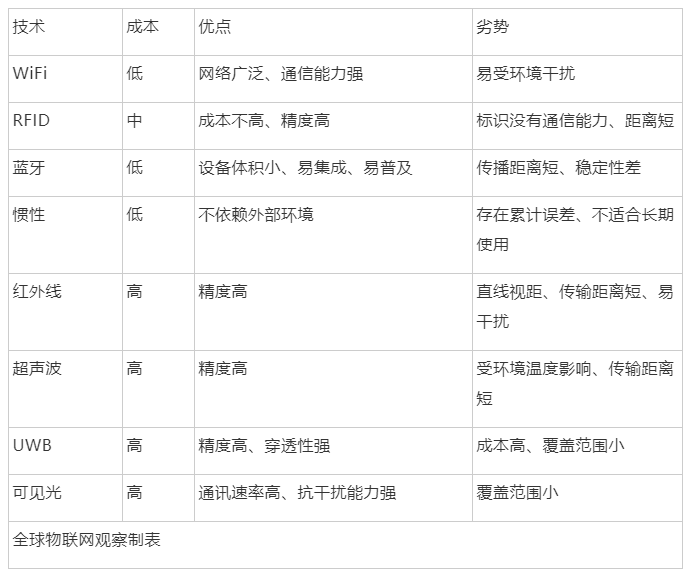 技术 成本 优点 劣势
WiFi 低 网络广泛、通信能力强 易受环境干扰
RFID 中 成本不高、精度高 标识没有通信能力、距离短
蓝牙 低 设备体积小、易集成、易普及 传播距离短、稳定性差
惯性 低 不依赖外部环境 存在累计误差、不适合长期
使用
红外线 高 精度高 直线视距、传输距离短、易
干扰
超声波 高 精度高 受环境温度影响、传输距离
短
UWB 高 精度高、穿透性强 成本高、覆盖范围小
可见光 高 通讯速率高、抗干扰能力强 覆盖范围小
全球物联网观察制表